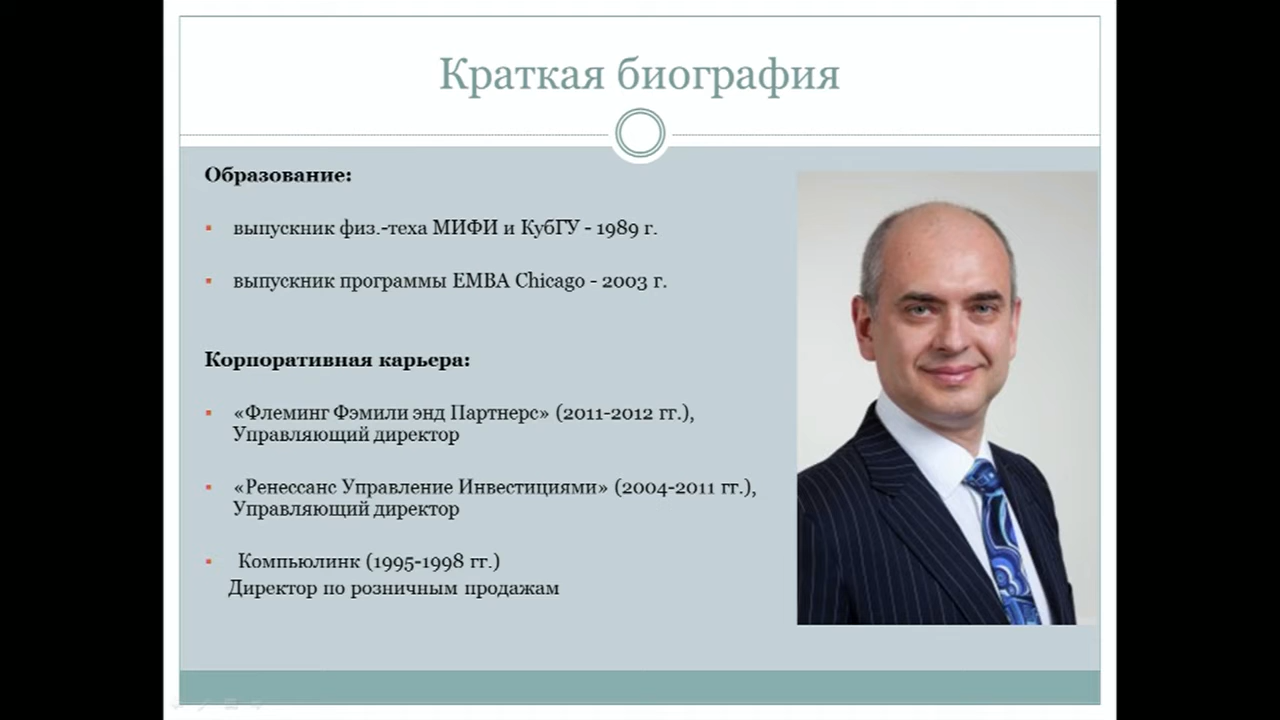 Краткая биография
Образование:
выпускник физ.-теха МИФИ и КубГУ - 1989 г.
выпускник программы EMBA Chicago - 2003 г.
Корпоративная карьера:
«Флеминг Фэмили энд Партнерс» (2011-2012 гг.),
Управляющий директор
«Ренессанс Управление Инвестициями» (2004-2011 гг.),
Управляющий директор
Компьюлинк (1995-1998 гг.)
Директор по розничным продажам